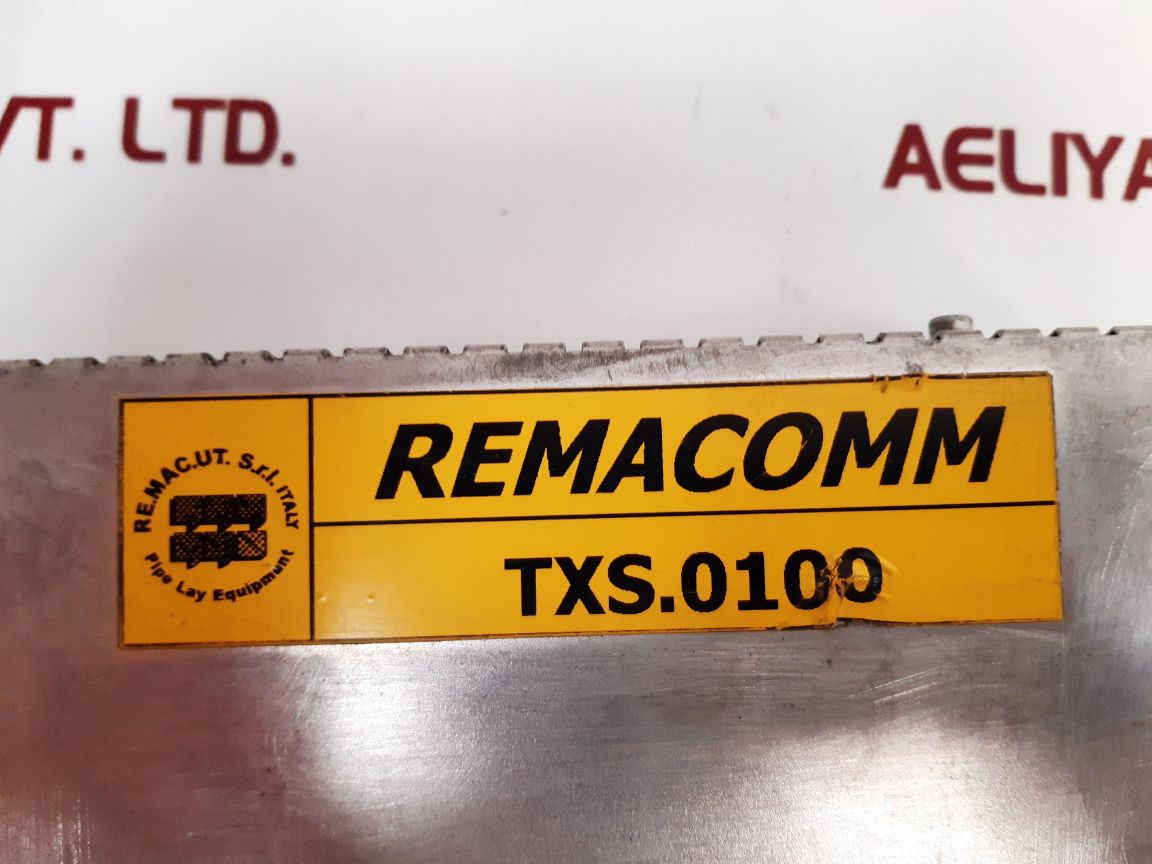 VT. LTD.
AELIYA
RE.MAC.UT. S.r.l. ITALY
Pipe Lay Equipment
REMACOMM
TXS.0100